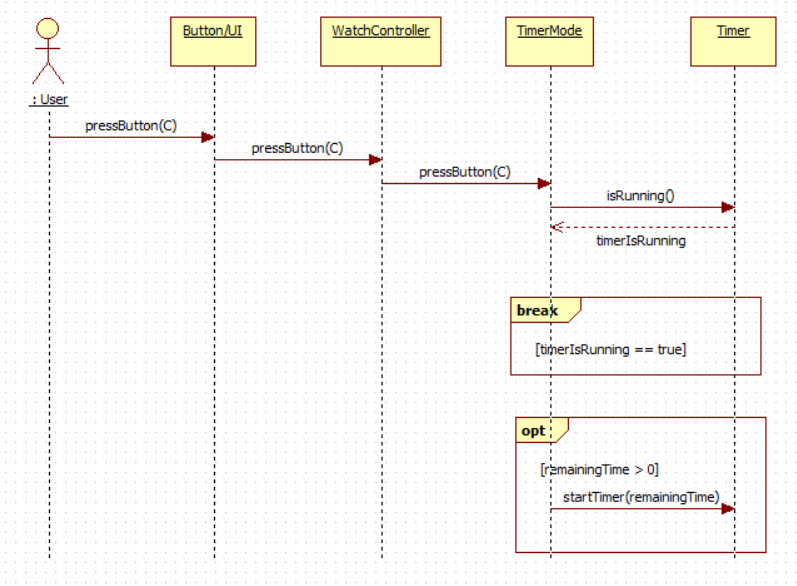 Button/UI
WatchController
TimerMode
Timer
: User
pressButton(C)
pressButton(C)
pressButton(C)
isRunning()
timerIsRunning
break
[timerIsRunning == true]
opt
[remainingTime > 0]
startTimer(remainingTime)